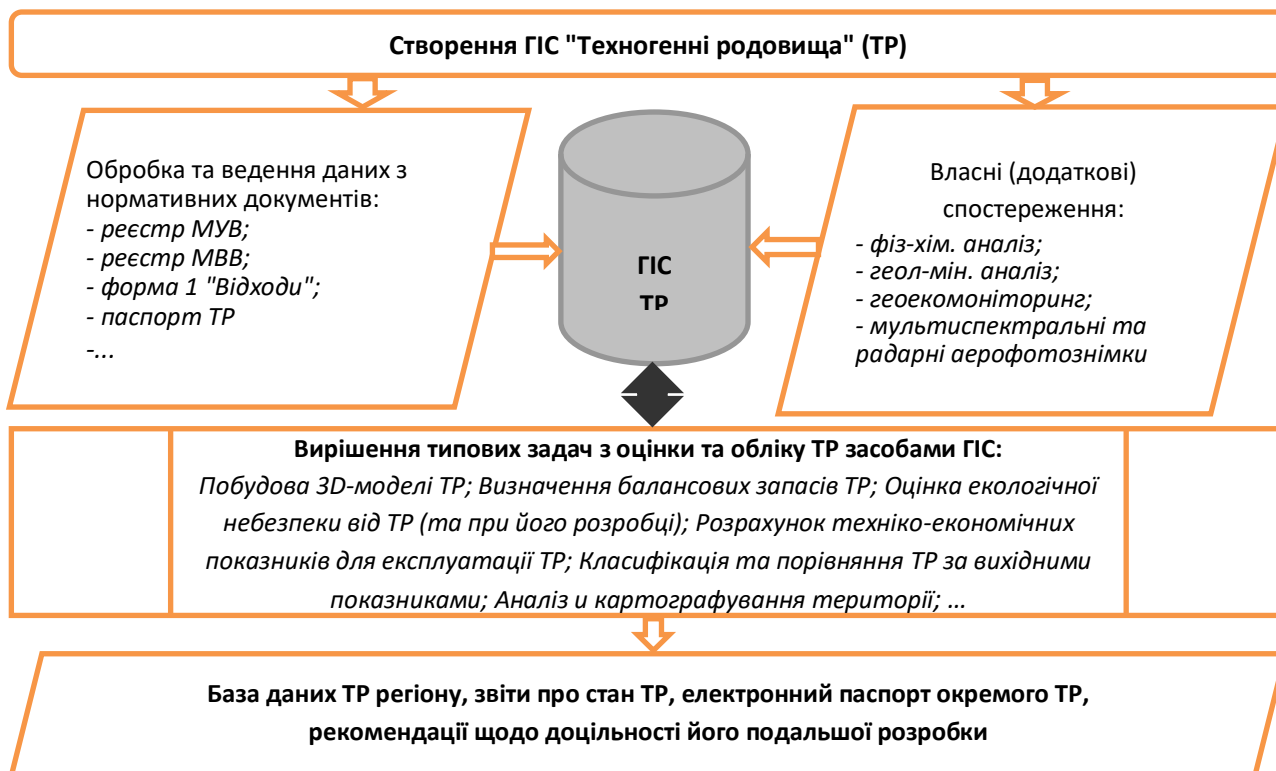 Створення ГІС "Техногенні родовища" (ТР)
Обробка та ведення даних з
нормативних документів:
- реєстр МУВ;
- реєстр МВВ;
- форма 1 "Відходи";
- паспорт ТР
-...
ГІС
ТР
Власні (додаткові)
спостереження:
- фіз-хім. аналіз;
- геол-мін. аналіз;
- геоекомоніторинг;
- мультиспектральні та
радарні аерофотознімки
Вирішення типових задач з оцінки та обліку ТР засобами ГІС:
Побудова 3D-моделі ТР; Визначення балансових запасів ТР; Оцінка екологічної
небезпеки від ТР (та при його розробці); Розрахунок техніко-економічних
показників для експлуатації ТР; Класифікація та порівняння ТР за вихідними
показниками; Аналіз и картографування території; ...
База даних ТР регіону, звіти про стан ТР, електронний паспорт окремого ТР,
рекомендації щодо доцільності його подальшої розробки